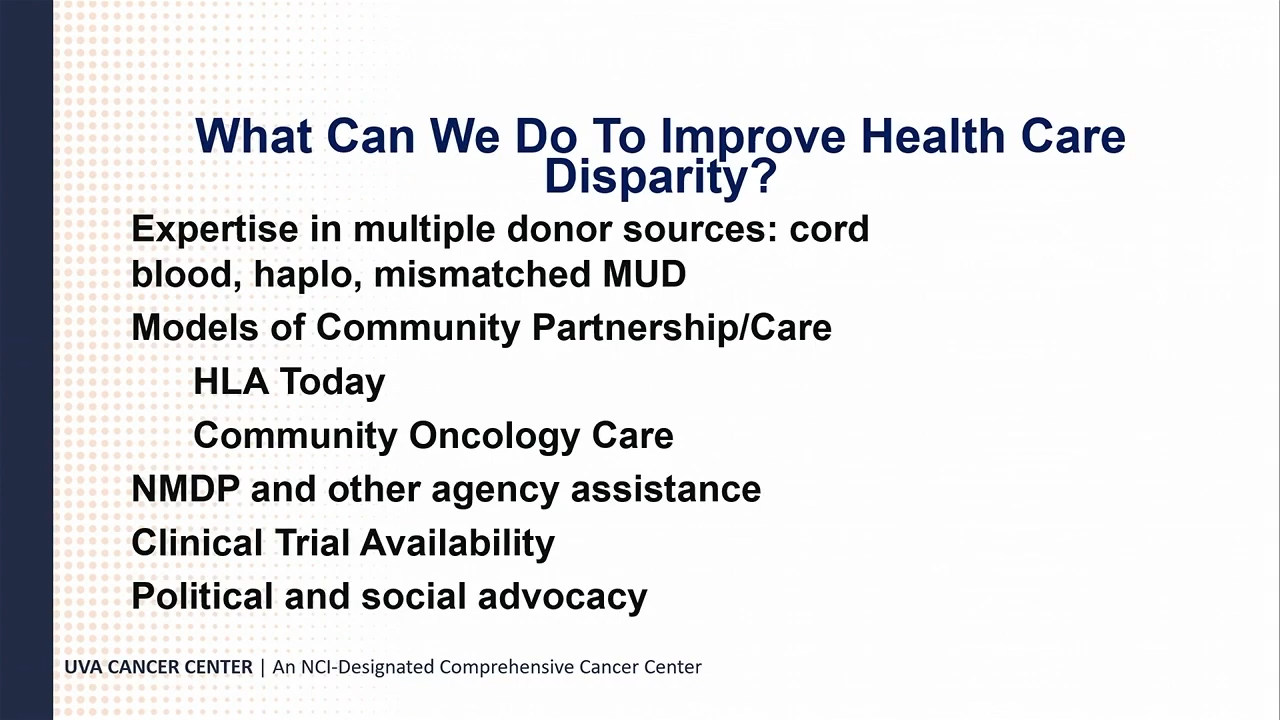 What Can We Do To Improve Health Care
Disparity?
Expertise in multiple donor sources: cord
blood, haplo, mismatched MUD
Models of Community Partnership/Care
HLA Today
Community Oncology Care
NMDP and other agency assistance
Clinical Trial Availability
Political and social advocacy
UVA CANCER CENTER | An NCI-Designated Comprehensive Cancer Center